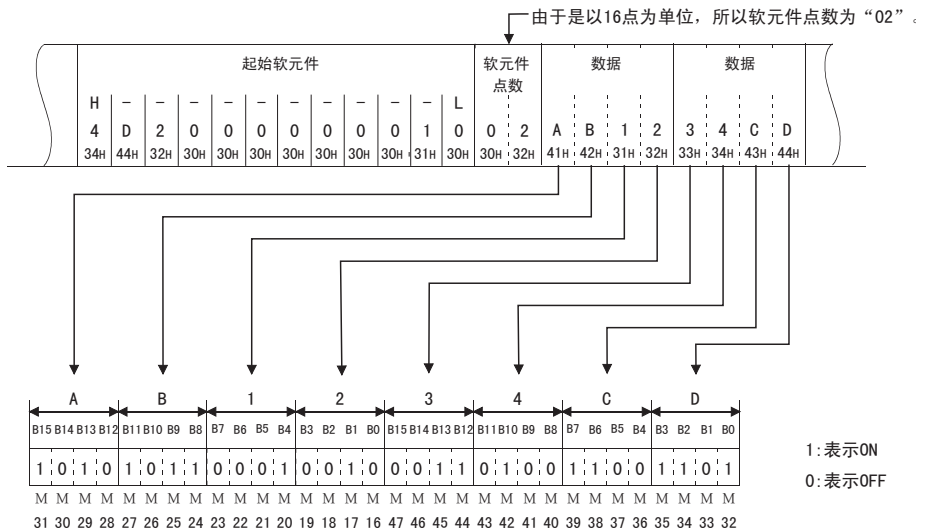 由于是以16点为单位，所以软元件点数为“02”。
起始软元件 软元件点数 数据 数据
H - - - - - - - - - - L
4 D 2 0 0 0 0 0 0 0 1 0 0 2 A B 1 2 3 4 C D
34H 44H 32H 30H 30H 30H 30H 30H 30H 30H 31H 30H 30H 32H 41H 42H 31H 32H 33H 34H 43H 44H
A B 1 2 3 4 C D
B15 B14 B13 B12 B11 B10 B9 B8 B7 B6 B5 B4 B3 B2 B1 B0 B15 B14 B13 B12 B11 B10 B9 B8 B7 B6 B5 B4 B3 B2 B1 B0
1 0 1 0 1 0 1 1 0 0 0 1 0 0 1 0 0 0 1 1 0 1 0 0 1 1 0 0 1 1 0 1
M M M M M M M M M M M M M M M M M M M M M M M M M M M M M M M M
31 30 29 28 27 26 25 24 23 22 21 20 19 18 17 16 47 46 45 44 43 42 41 40 39 38 37 36 35 34 33 32
1:表示ON
0:表示OFF